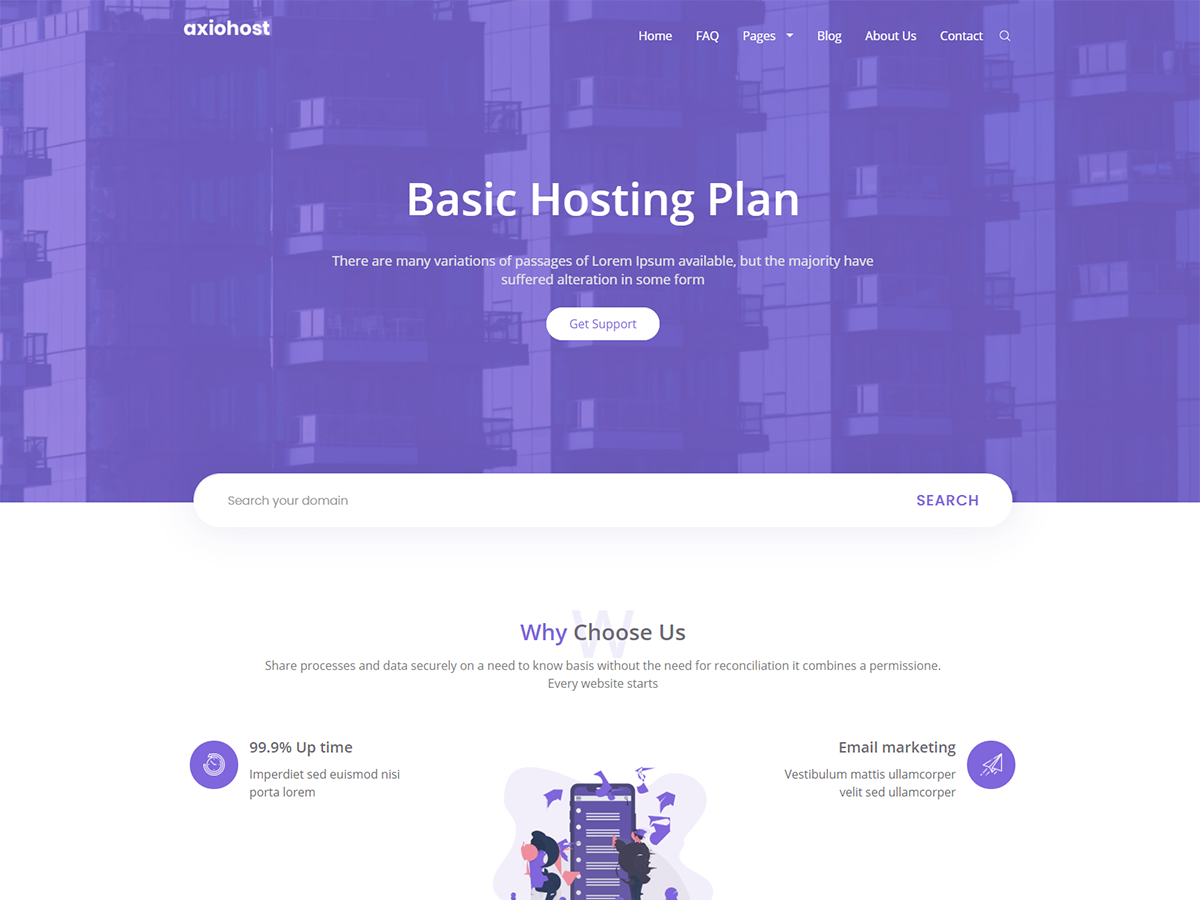 axiohost
Home FAQ Pages Blog About Us Contact
Basic Hosting Plan
There are many variations of passages of Lorem Ipsum available, but the majority have
suffered alteration in some form
Get Support
Search your domain
SEARCH
W
Why Choose Us
Share processes and data securely on a need to know basis without the need for reconciliation it combines a permissione.
Every website starts
99.9% Up time
Imperdiet sed euismod nisi
porta lorem
Email marketing
Vestibulum mattis ullamcorper
velit sed ullamcorper